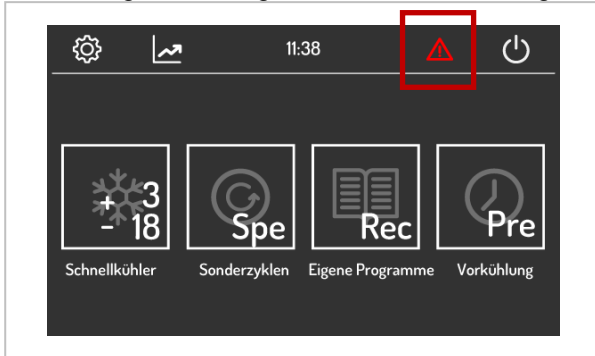 11:38
+ 3
- 18
Spe
Rec
Pre
Schnellkühler
Sonderzyklen
Eigene Programme
Vorkühlung